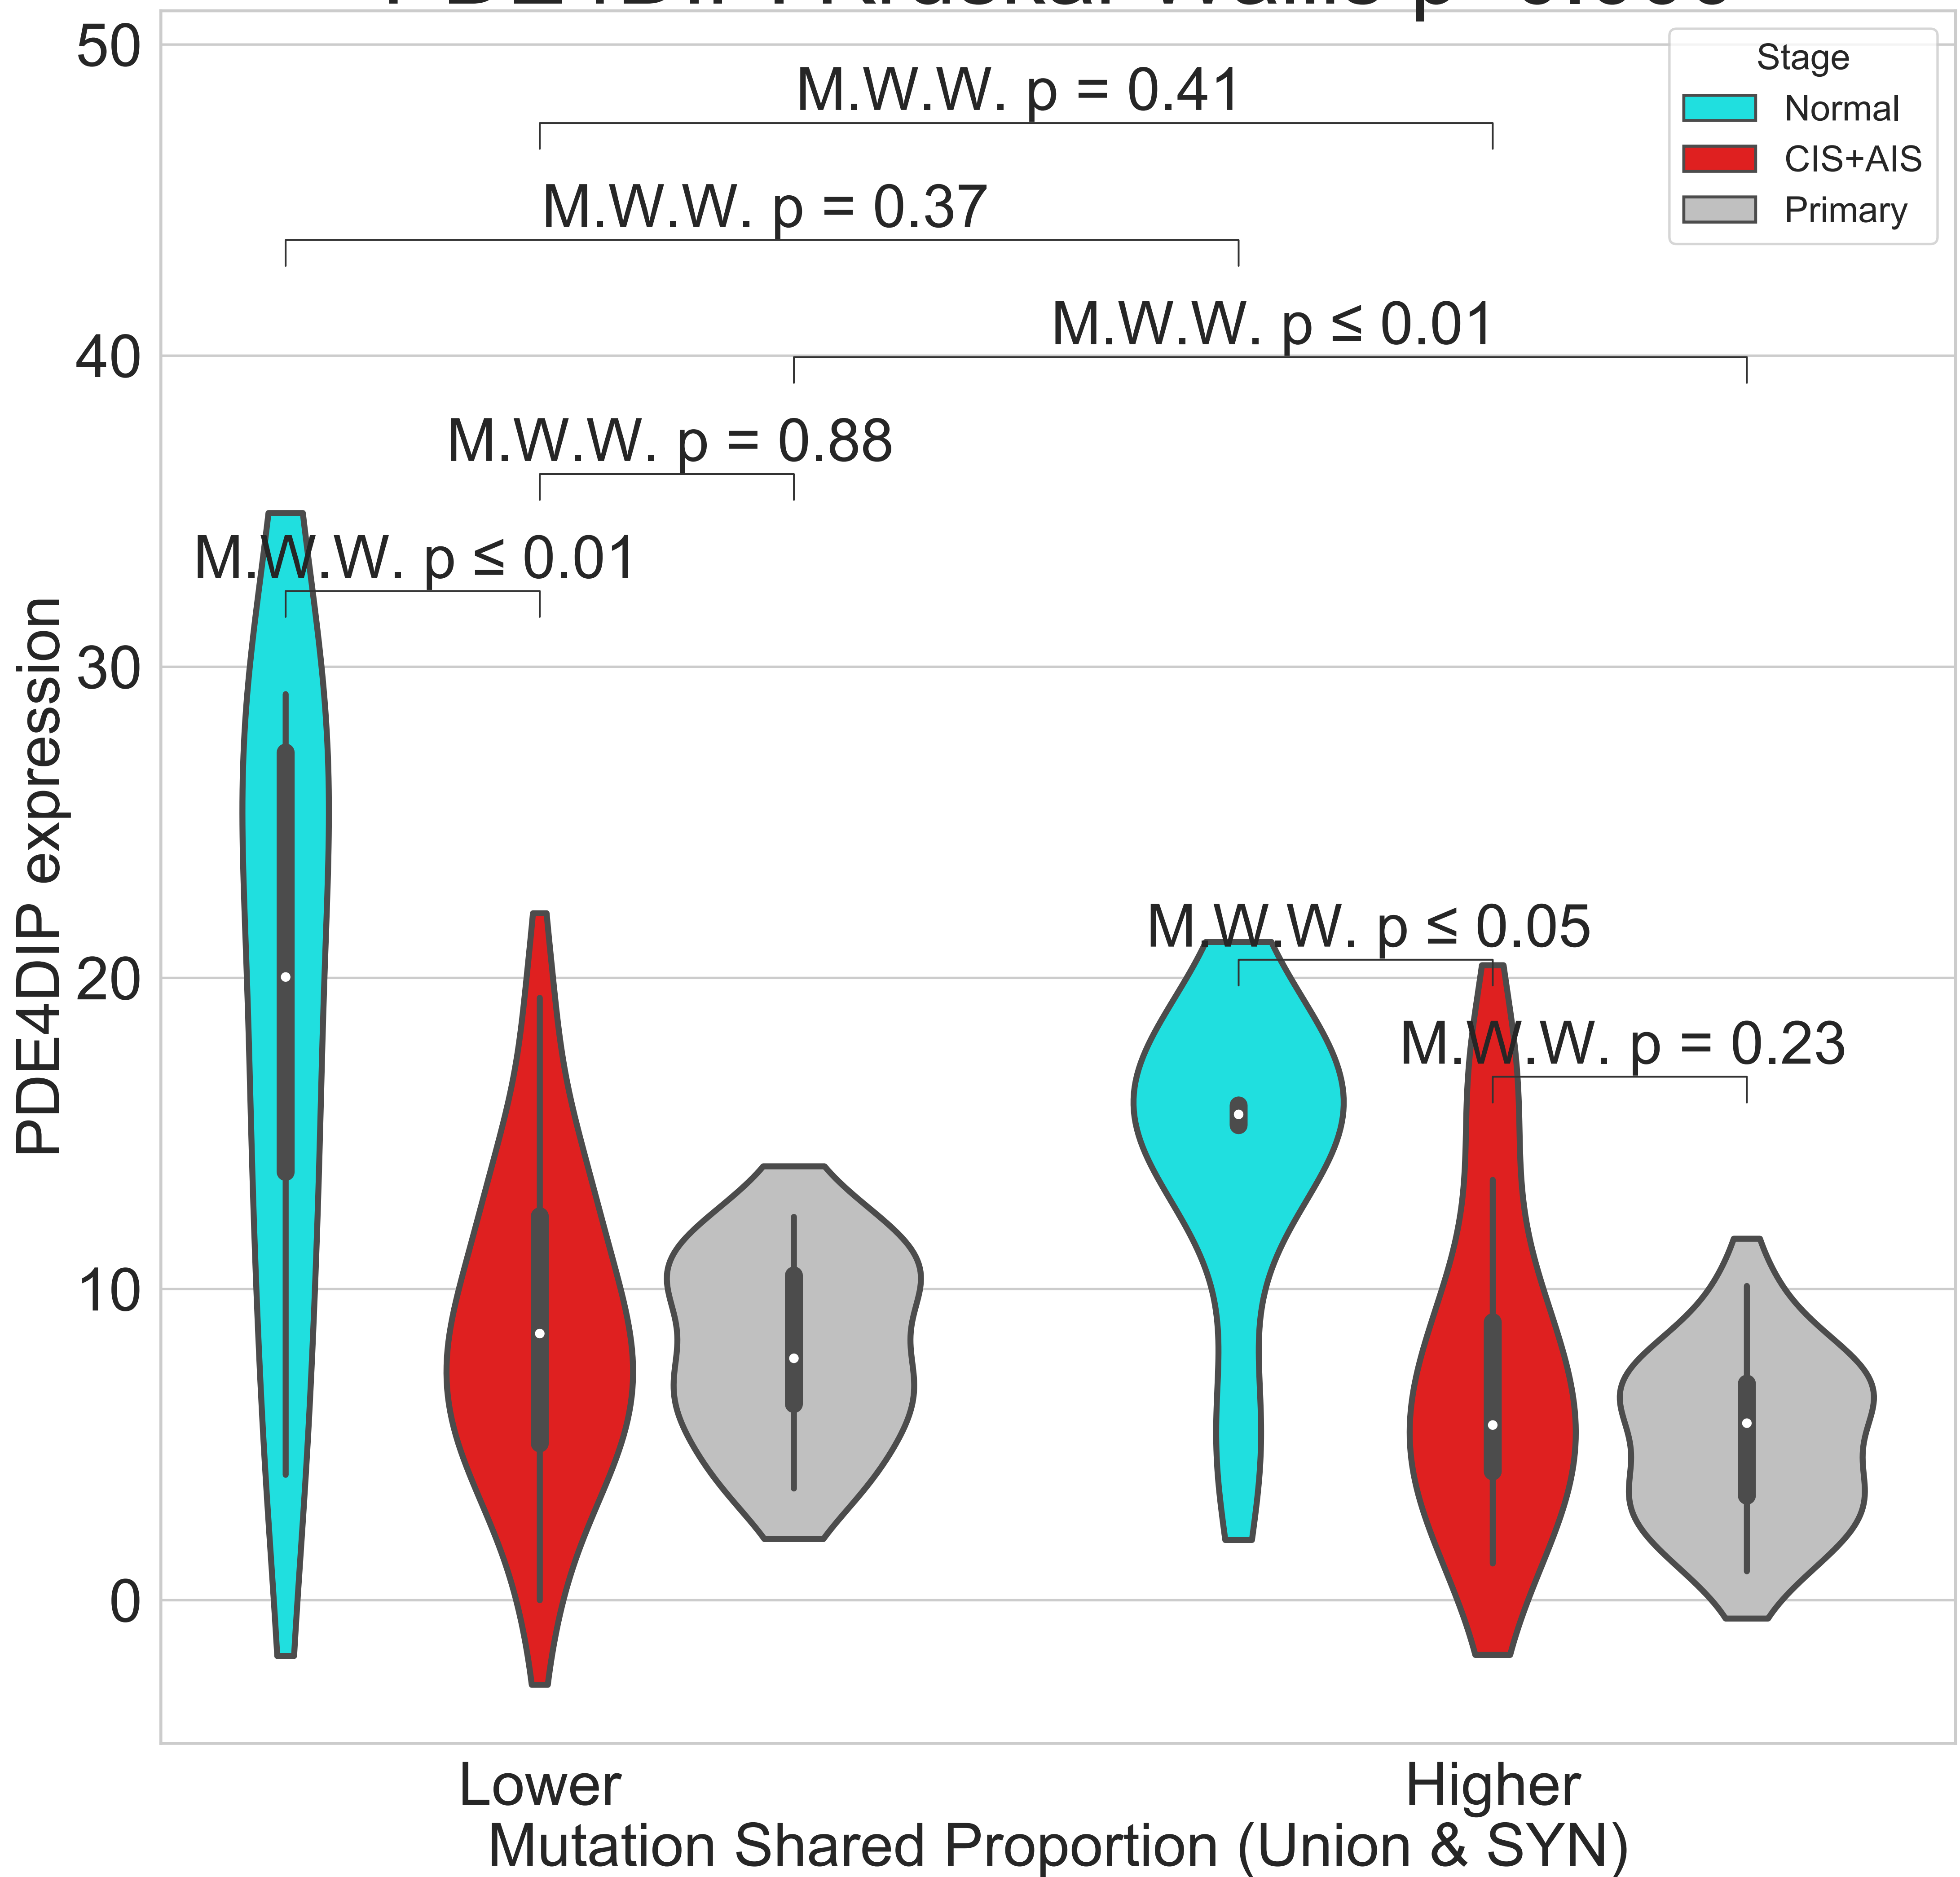 50
Stage
Normal
CIS+AIS
Primary
M.W.W. p = 0.41
M.W.W. p = 0.37
M.W.W. p ≤ 0.01
40
M.W.W. p = 0.88
M.W.W. p ≤ 0.01
30
PDE4DIP expression
M.W.W. p ≤ 0.05
20
M.W.W. p = 0.23
10
0
Lower
Higher
Mutation Shared Proportion (Union & SYN)